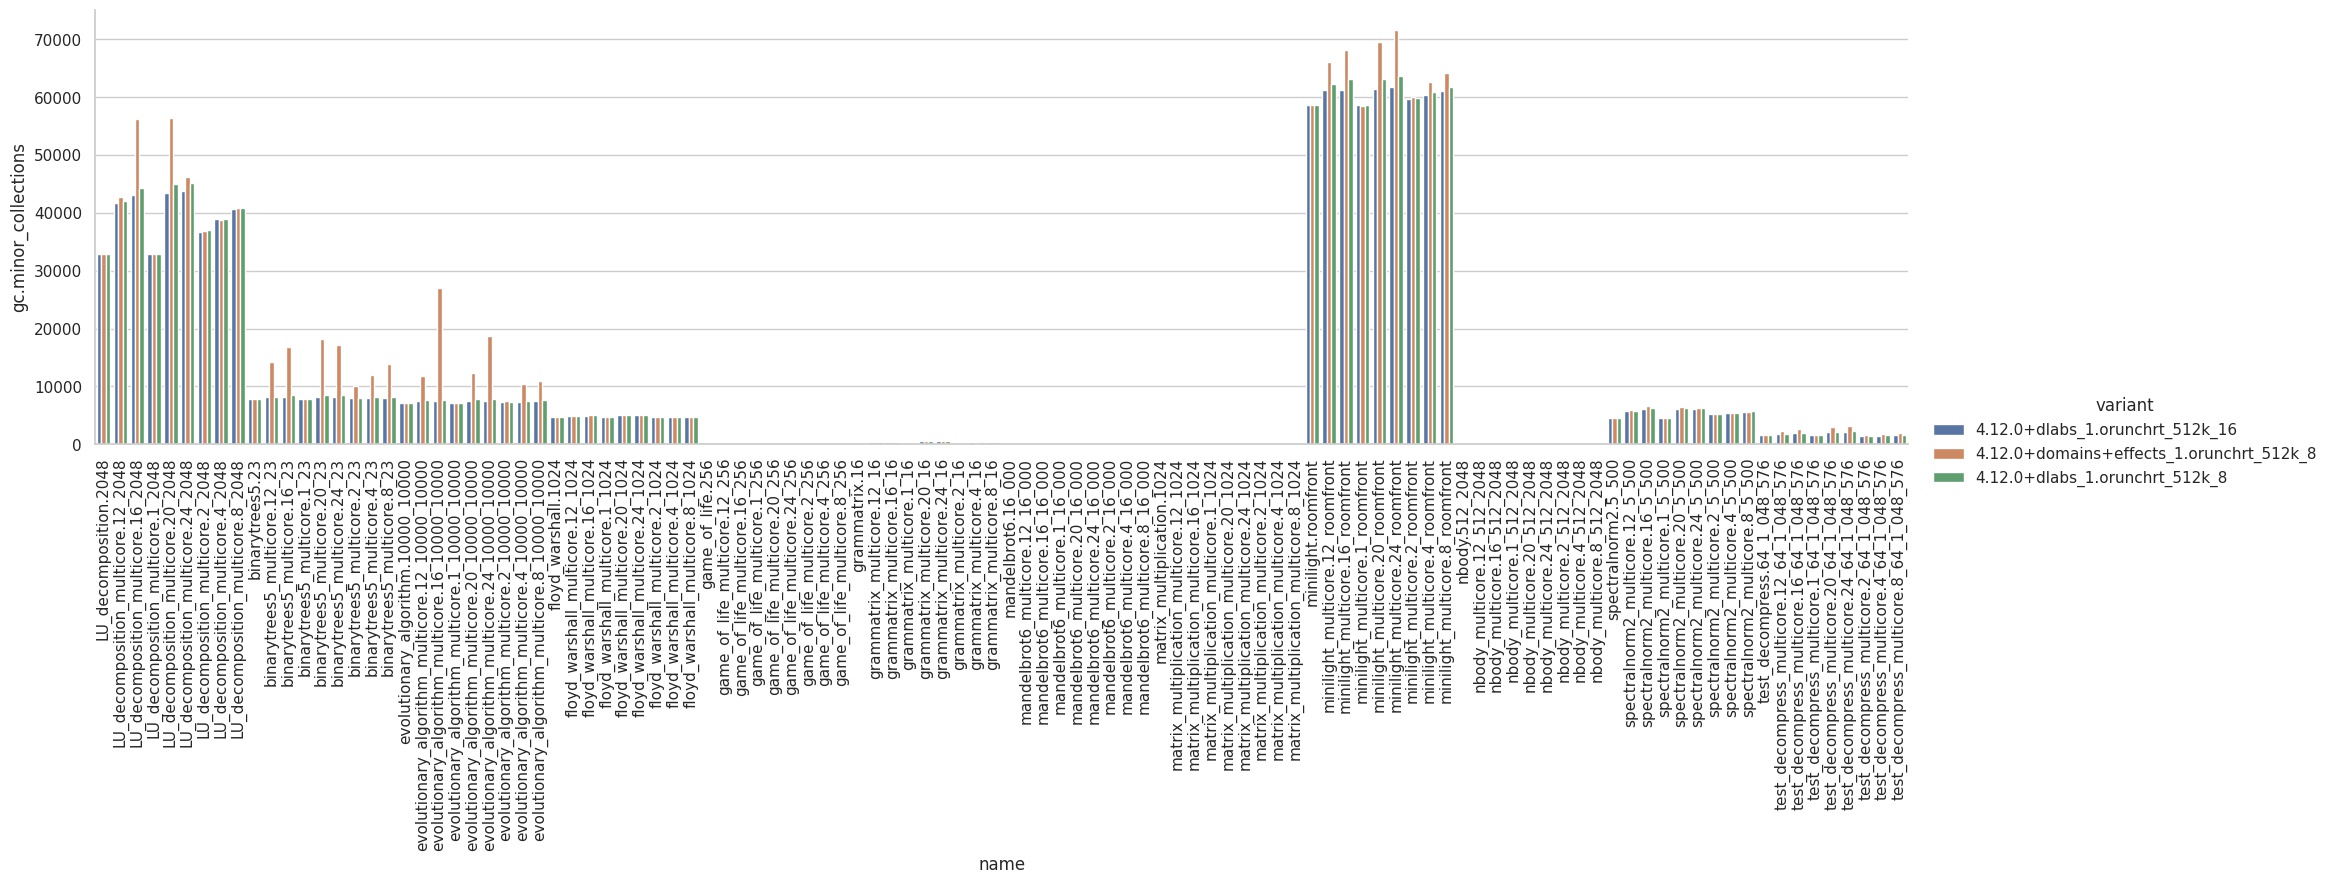 70000
60000
50000
40000
30000
20000
10000
0
gc.minor_collections
LU_decomposition.2048
LU_decomposition_multicore.12_2048
LU_decomposition_multicore.16_2048
LU_decomposition_multicore.1_2048
LU_decomposition_multicore.20_2048
LU_decomposition_multicore.24_2048
LU_decomposition_multicore.2_2048
LU_decomposition_multicore.4_2048
LU_decomposition_multicore.8_2048
binarytrees5.23
binarytrees5_multicore.12_23
binarytrees5_multicore.16_23
binarytrees5_multicore.1_23
binarytrees5_multicore.20_23
binarytrees5_multicore.24_23
binarytrees5_multicore.2_23
binarytrees5_multicore.4_23
binarytrees5_multicore.8_23
evolutionary_algorithm.10000_10000
evolutionary_algorithm_multicore.12_10000_10000
evolutionary_algorithm_multicore.16_10000_10000
evolutionary_algorithm_multicore.1_10000_10000
evolutionary_algorithm_multicore.20_10000_10000
evolutionary_algorithm_multicore.24_10000_10000
evolutionary_algorithm_multicore.2_10000_10000
evolutionary_algorithm_multicore.4_10000_10000
evolutionary_algorithm_multicore.8_10000_10000
floyd_warshall.1024
floyd_warshall_multicore.12_1024
floyd_warshall_multicore.16_1024
floyd_warshall_multicore.1_1024
floyd_warshall_multicore.20_1024
floyd_warshall_multicore.24_1024
floyd_warshall_multicore.2_1024
floyd_warshall_multicore.4_1024
floyd_warshall_multicore.8_1024
game_of_life.256
game_of_life_multicore.12_256
game_of_life_multicore.16_256
game_of_life_multicore.1_256
game_of_life_multicore.20_256
game_of_life_multicore.24_256
game_of_life_multicore.2_256
game_of_life_multicore.4_256
game_of_life_multicore.8_256
grammatrix.16
grammatrix_multicore.12_16
grammatrix_multicore.16_16
grammatrix_multicore.1_16
grammatrix_multicore.20_16
grammatrix_multicore.24_16
grammatrix_multicore.2_16
grammatrix_multicore.4_16
grammatrix_multicore.8_16
mandelbrot6.16_000
mandelbrot6_multicore.12_16_000
mandelbrot6_multicore.16_16_000
mandelbrot6_multicore.1_16_000
mandelbrot6_multicore.20_16_000
mandelbrot6_multicore.24_16_000
mandelbrot6_multicore.2_16_000
mandelbrot6_multicore.4_16_000
mandelbrot6_multicore.8_16_000
matrix_multiplication.1024
matrix_multiplication_multicore.12_1024
matrix_multiplication_multicore.16_1024
matrix_multiplication_multicore.1_1024
matrix_multiplication_multicore.20_1024
matrix_multiplication_multicore.24_1024
matrix_multiplication_multicore.2_1024
matrix_multiplication_multicore.4_1024
matrix_multiplication_multicore.8_1024
minilight.roomfront
minilight_multicore.12_roomfront
minilight_multicore.16_roomfront
minilight_multicore.1_roomfront
minilight_multicore.20_roomfront
minilight_multicore.24_roomfront
minilight_multicore.2_roomfront
minilight_multicore.4_roomfront
minilight_multicore.8_roomfront
nbody.512_2048
nbody_multicore.12_512_2048
nbody_multicore.16_512_2048
nbody_multicore.1_512_2048
nbody_multicore.20_512_2048
nbody_multicore.24_512_2048
nbody_multicore.2_512_2048
nbody_multicore.4_512_2048
nbody_multicore.8_512_2048
spectralnorm2.5_500
spectralnorm2_multicore.12_5_500
spectralnorm2_multicore.16_5_500
spectralnorm2_multicore.1_5_500
spectralnorm2_multicore.20_5_500
spectralnorm2_multicore.24_5_500
spectralnorm2_multicore.2_5_500
spectralnorm2_multicore.4_5_500
spectralnorm2_multicore.8_5_500
test_decompress.64_1_048_576
test_decompress_multicore.12_64_1_048_576
test_decompress_multicore.16_64_1_048_576
test_decompress_multicore.1_64_1_048_576
test_decompress_multicore.20_64_1_048_576
test_decompress_multicore.24_64_1_048_576
test_decompress_multicore.2_64_1_048_576
test_decompress_multicore.4_64_1_048_576
test_decompress_multicore.8_64_1_048_576
name
variant
4.12.0+dlabs_1.orunchrt_512k_16
4.12.0+domains+effects_1.orunchrt_512k_8
4.12.0+dlabs_1.orunchrt_512k_8